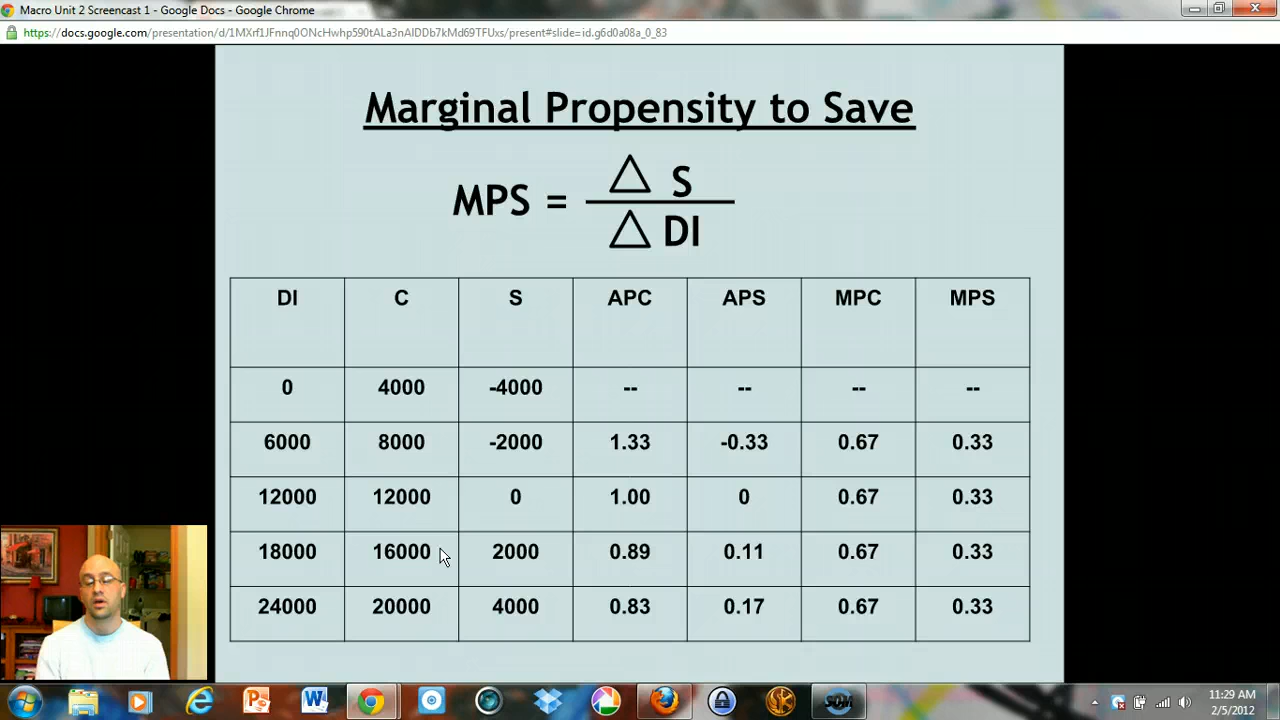 Macro Unit 2 Screencast 1 - Google Docs - Google Chrome
https://docs.google.com/presentation/d/1MXrf1JFnnq0ONcHwhp590tALa3nAlDDb7kMd69TFUxs/present#slide=id.g6d0a08a_0_83
Marginal Propensity to Save
MPS = △ S
△ DI
DI C S APC APS MPC MPS
0 4000 -4000 -- -- -- --
6000 8000 -2000 1.33 -0.33 0.67 0.33
12000 12000 0 1.00 0 0.67 0.33
18000 16000 2000 0.89 0.11 0.67 0.33
24000 20000 4000 0.83 0.17 0.67 0.33
SOM
11:29 AM
2/5/2012